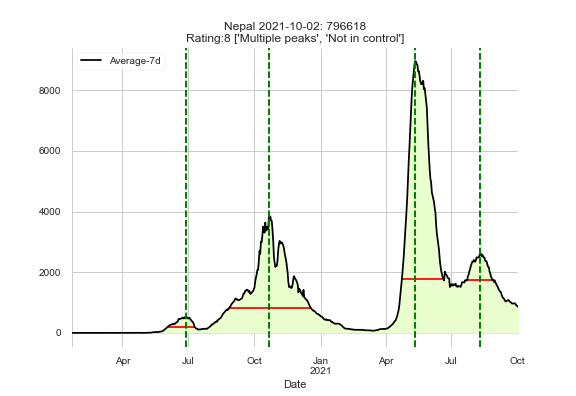 Nepal 2021-10-02: 796618
Rating:8 ['Multiple peaks', 'Not in control']
Average-7d
8000
6000
4000
2000
0
Apr Jul Oct Jan Apr Jul Oct
2021
Date